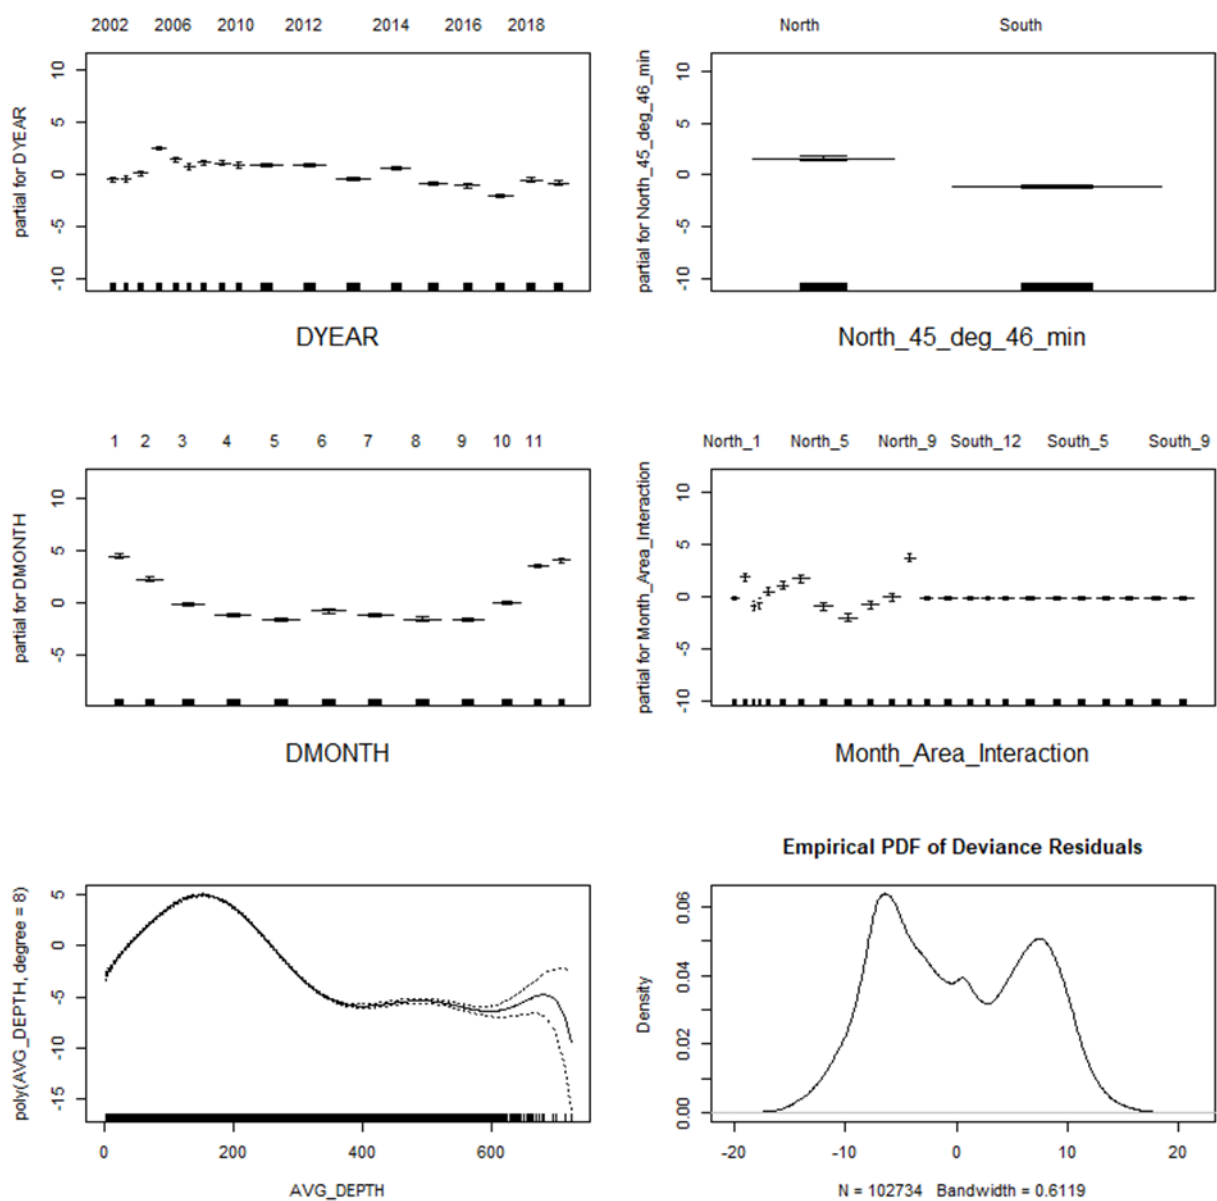 2002 2006 2010 2012 2014 2016 2018
partial for DYEAR
10
5
0
-5
-10
DYEAR
North South
partial for North_45_deg_46_min
10
5
0
-5
-10
North_45_deg_46_min
1 2 3 4 5 6 7 8 9 10 11
partial for DMONTH
10
5
0
-5
DMONTH
North_1 North_5 North_9 South_12 South_5 South_9
partial for Month_Area_Interaction
10
5
0
-5
-10
Month_Area_Interaction
poly(AVG_DEPTH, degree = 8)
5
0
-5
-10
-15
0 200 400 600
AVG_DEPTH
Empirical PDF of Deviance Residuals
Density
0.06
0.04
0.02
0.00
-20 -10 0 10 20
N = 102734 Bandwidth = 0.6119